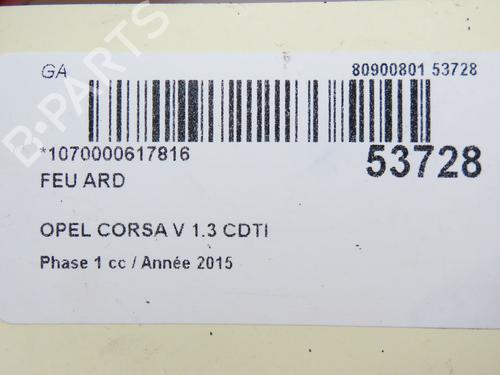 GA
80900801 53728
*1070000617816
53728
FEU ARD
OPEL CORSA V 1.3 CDTI
Phase 1 cc / Année 2015
B-PARTS